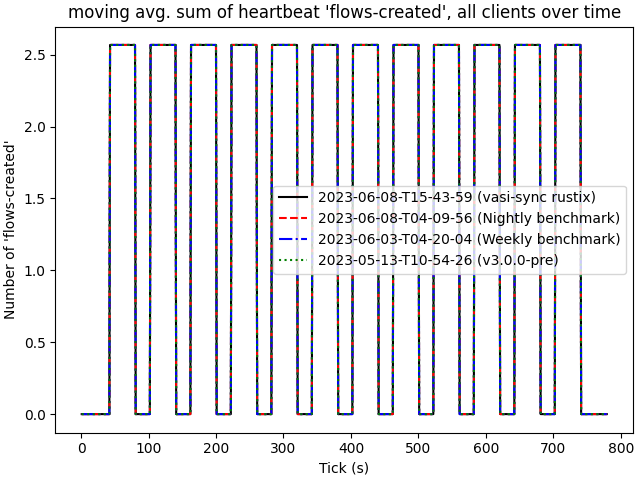 moving avg. sum of heartbeat 'flows-created', all clients over time
Number of 'flows-created'
2.5
2.0
1.5
1.0
0.5
0.0
2023-06-08-T15-43-59 (vasi-sync rustix)
2023-06-08-T04-09-56 (Nightly benchmark)
2023-06-03-T04-20-04 (Weekly benchmark)
2023-05-13-T10-54-26 (v3.0.0-pre)
0 100 200 300 400 500 600 700 800
Tick (s)